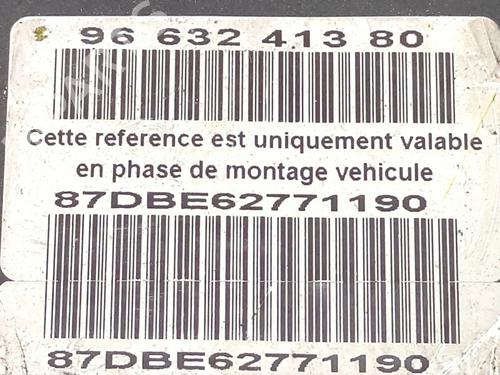 96 632 413 80
Cette reference est uniquement valable
en phase de montage vehicule
87DBE62771190
87DBE62771190